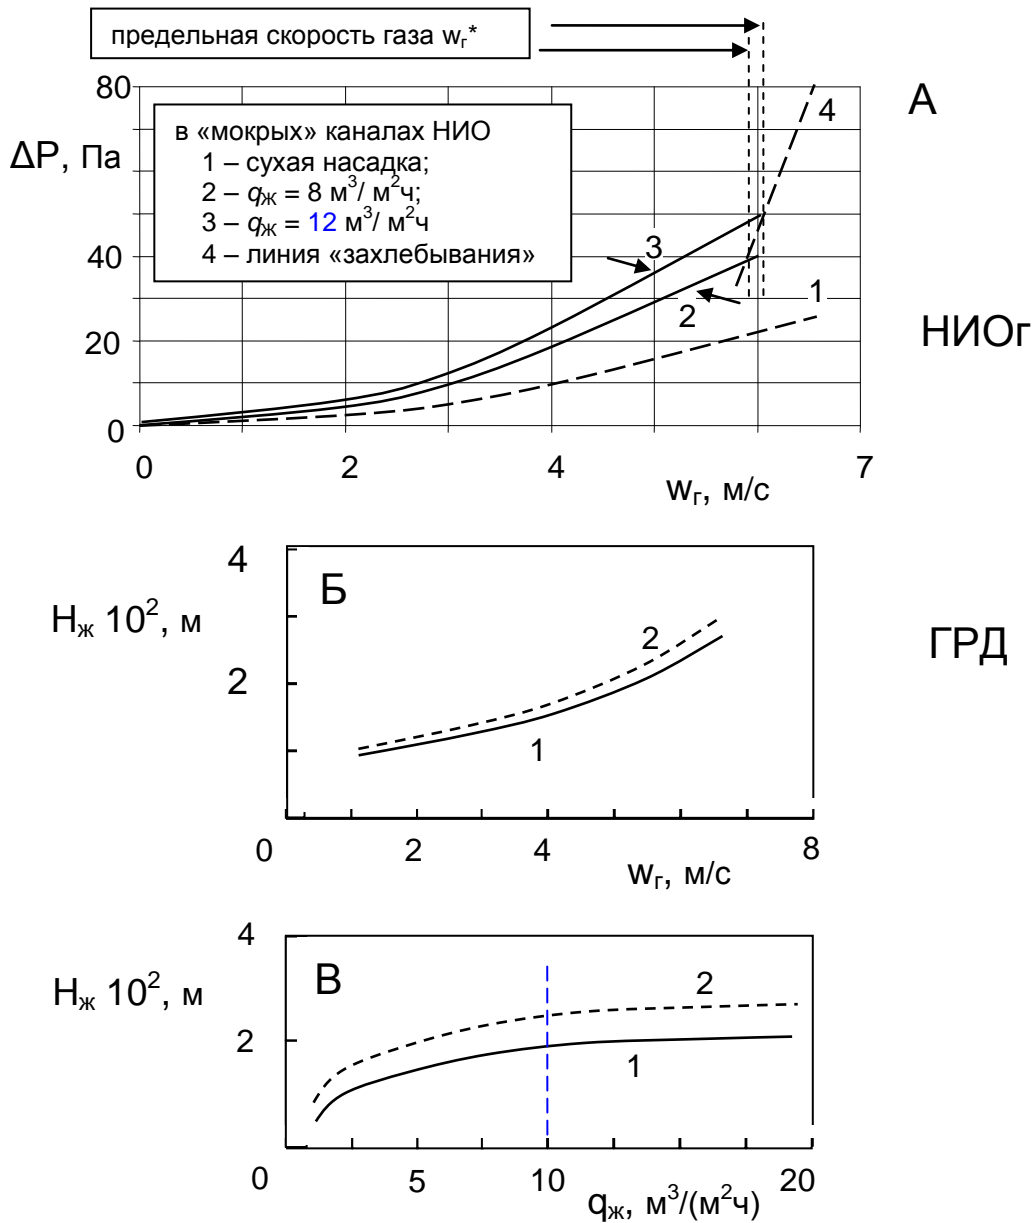 предельная скорость газа wг*
80
А
4
в «мокрых» каналах НИО
ΔP, Па
1 – сухая насадка;
2 – qж = 8 м³/ м²ч;
3 – qж = 12 м³/ м²ч
4 – линия «захлебывания»
3
40
1
2
НИОг
20
0
0
2
4
7
wг, м/с
4
Б
Нж 10², м
2
ГРД
2
1
0
2
4
8
wг, м/с
4
В
2
Нж 10², м
2
1
0
5
10
20
qж, м³/(м²ч)